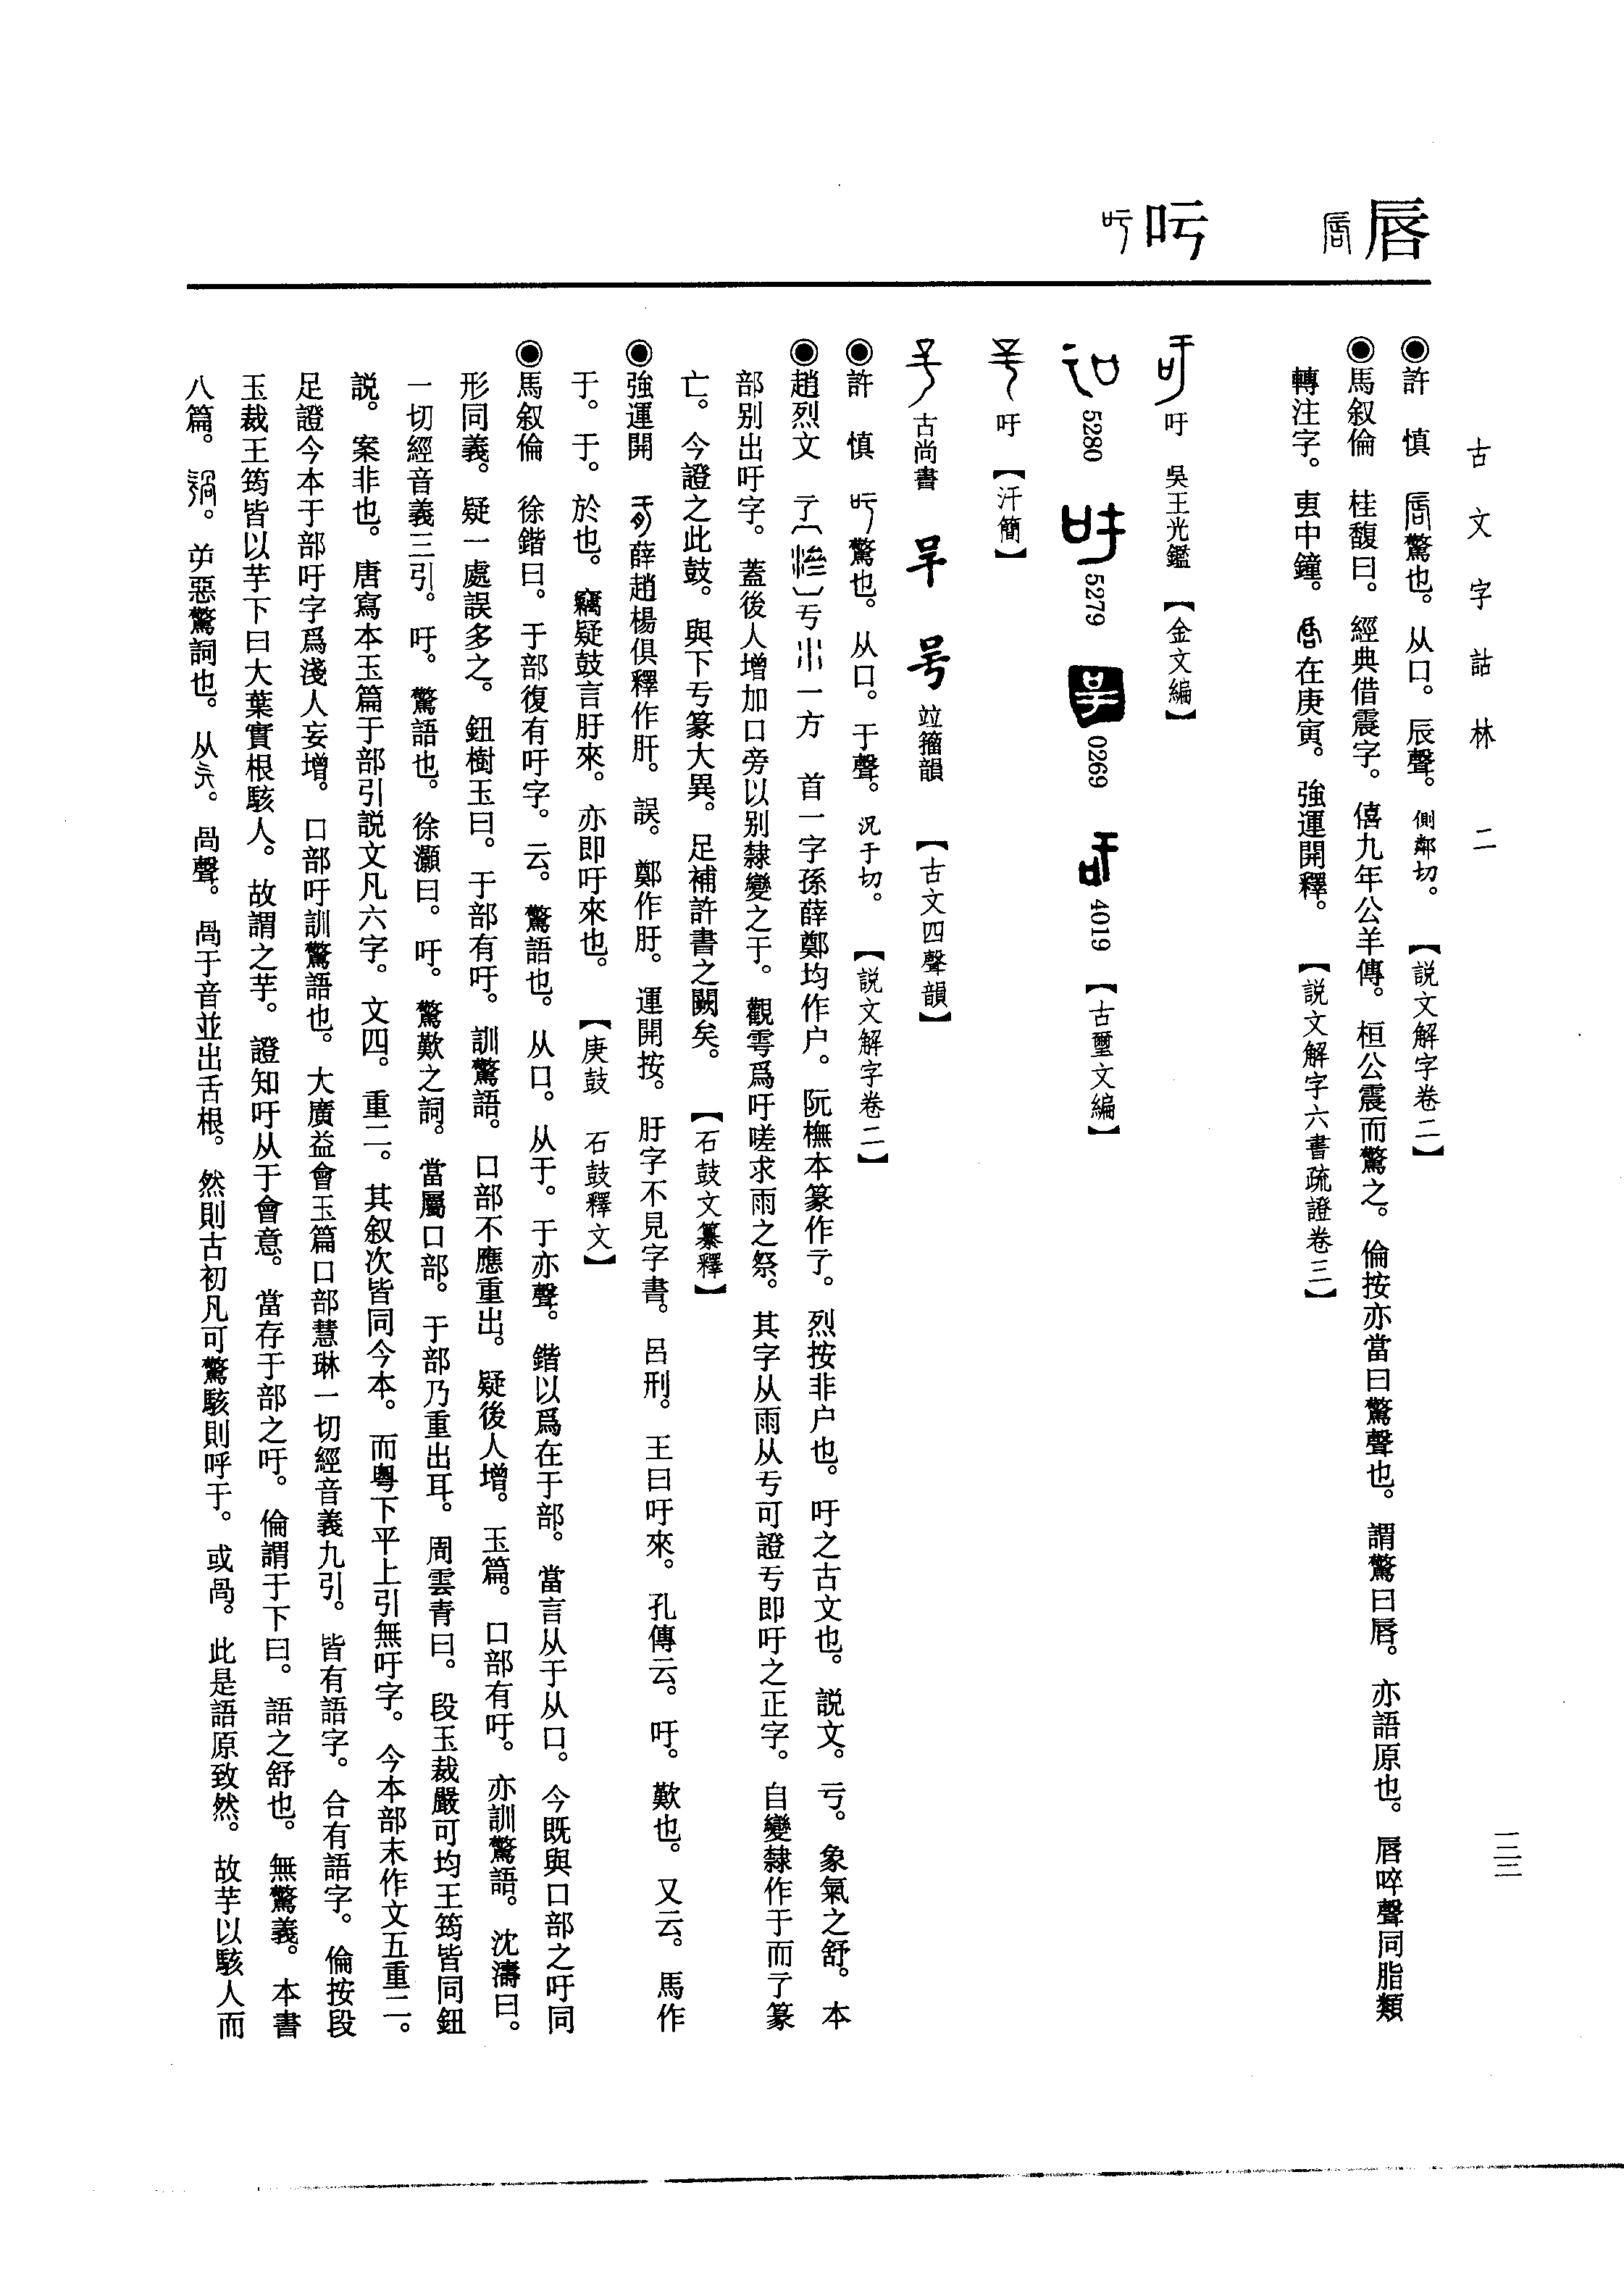 古文字詁林 二
一三三
唇
吁
◉許 慎 驚也。从口。辰聲。側鄰切。【説文解字卷二】
◉馬叙倫 桂馥曰。經典借震字。僖九年公羊傳。桓公震而驚之。倫按亦當曰驚聲也。謂驚曰唇。亦語原也。唇啐聲同脂類
轉注字。叀中鐘。在庚寅。強運開釋。【説文解字六書疏證卷三】
吁 吳王光鑑 【金文編】
5280 5279 0269 4019 【古璽文編】
吁 【汗簡】
古尚書 竝籀韻 【古文四聲韻】
◉許 慎 驚也。从口。于聲。況于切。【説文解字卷二】
◉趙烈文 亏一方 首一字孫薛鄭均作户。阮橅本篆作亏。烈按非户也。吁之古文也。説文。亏。象氣之舒。本
部别出吁字。蓋後人增加口旁以别隸變之于。觀雩爲吁嗟求雨之祭。其字从雨从亏可證亏即吁之正字。自變隸作于而亏篆
亡。今證之此鼓。與下亏篆大異。足補許書之闕矣。【石鼓文纂釋】
◉強運開 薛趙楊俱釋作肝。誤。鄭作肝。運開按。肝字不見字書。呂刑。王曰吁來。孔傳云。吁。歎也。又云。馬作
于。于。於也。竊疑鼓言肝來。亦即吁來也。【庚鼓 石鼓釋文】
◉馬叙倫 徐鍇曰。于部復有吁字。云。驚語也。从口。从于。于亦聲。鍇以爲在于部。當言从于从口。今既與口部之吁同
形同義。疑一處誤多之。鈕樹玉曰。于部有吁。訓驚語。口部不應重出。疑後人增。玉篇。口部有吁。亦訓驚語。沈濤曰。
一切經音義三引。吁。驚語也。徐灝曰。吁。驚歎之詞。當屬口部。于部乃重出耳。周雲青曰。段玉裁嚴可均王筠皆同鈕
説。案非也。唐寫本玉篇于部引説文凡六字。文四。重二。其叙次皆同今本。而粤下平上引無吁字。今本部末作文五重二。
足證今本于部吁字爲淺人妄增。口部吁訓驚語也。大廣益會玉篇口部慧琳一切經音義九引。皆有語字。合有語字。倫按段
玉裁王筠皆以芋下曰大葉實根駭人。故謂之芋。證知吁从于會意。當存于部之吁。倫謂于下曰。語之舒也。無驚義。本書
八篇。屰惡驚詞也。从旡。咼聲。咼于音並出舌根。然則古初凡可驚駭則呼于。或咼。此是語原致然。故芋以駭人而